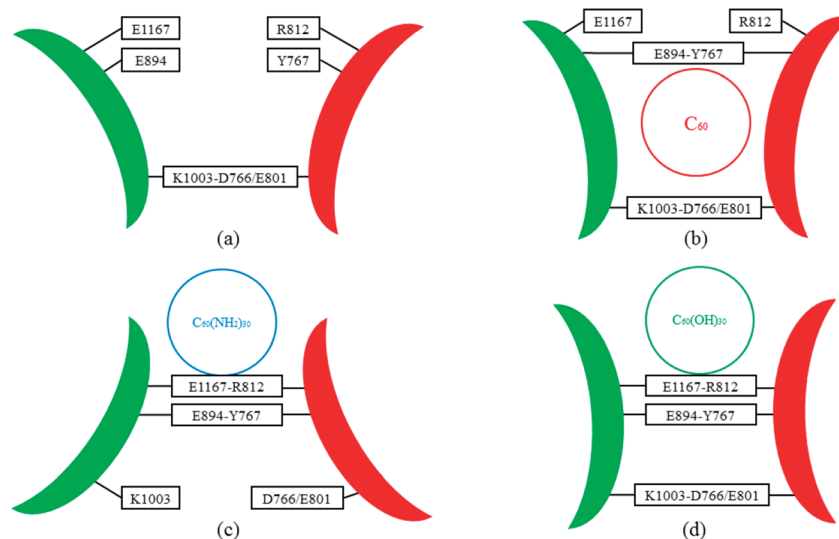 E1167
R812
E894
Y767
K1003-D766/E801
(a)
E1167
R812
E894-Y767
C₆₀
K1003-D766/E801
(b)
C₆₀(NH₂)₃₀
E1167-R812
E894-Y767
K1003
D766/E801
(c)
C₆₀(OH)₃₀
E1167-R812
E894-Y767
K1003-D766/E801
(d)